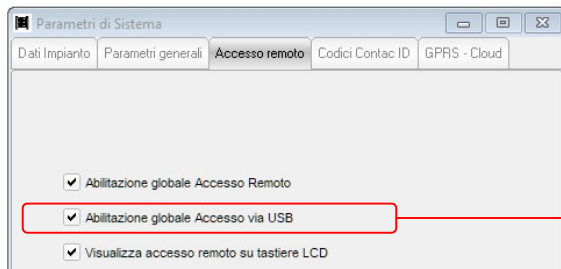 Parametri di Sistema
Dati Impianto Parametri generali Accesso remoto Codici Contac ID GPRS - Cloud
Abilitazione globale Accesso Remoto
Abilitazione globale Accesso via USB
Visualizza accesso remoto su tastiere LCD